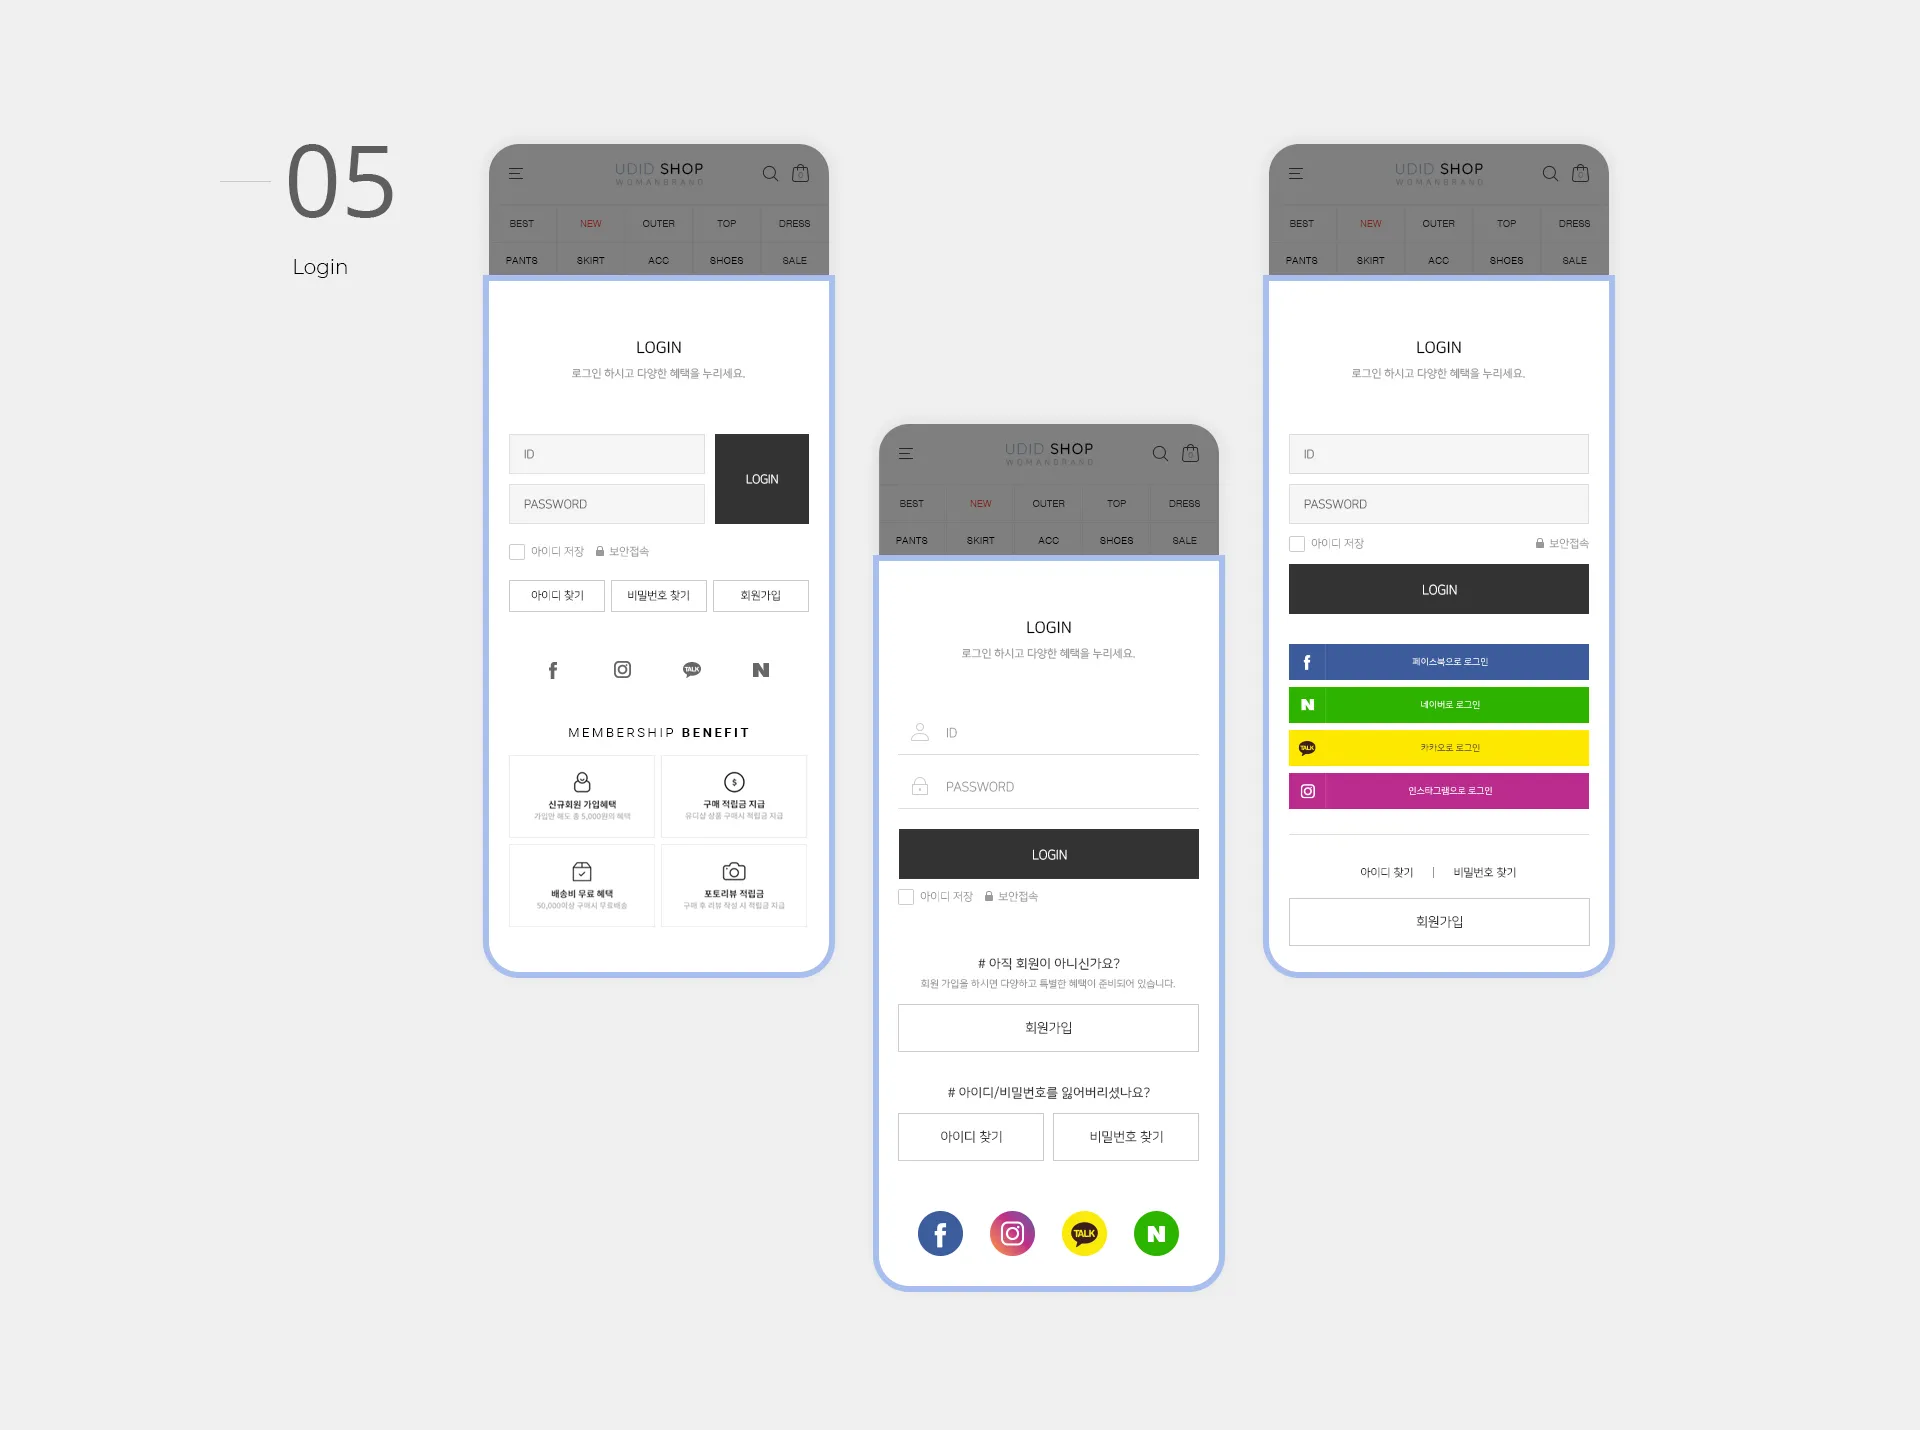 05
Login
UDID SHOP
WOMANBRAND
0
BEST NEW OUTER TOP DRESS
PANTS SKIRT ACC SHOES SALE
LOGIN
로그인 하시고 다양한 혜택을 누리세요.
ID
PASSWORD
LOGIN
아이디 저장 보안접속
아이디 찾기 비밀번호 찾기 회원가입
f TALK N
MEMBERSHIP BENEFIT
신규회원 가입혜택
가입만 해도 총 5,000원의 혜택
구매 적립금 지급
유디샵 상품 구매시 적립금 지급
배송비 무료 혜택
50,000이상 구매시 무료배송
포토리뷰 적립금
구매 후 리뷰 작성 시 적립금 지급
UDID SHOP
WOMANBRAND
0
BEST NEW OUTER TOP DRESS
PANTS SKIRT ACC SHOES SALE
LOGIN
로그인 하시고 다양한 혜택을 누리세요.
ID
PASSWORD
LOGIN
아이디 저장 보안접속
# 아직 회원이 아니신가요?
회원 가입을 하시면 다양하고 특별한 혜택이 준비되어 있습니다.
회원가입
# 아이디/비밀번호를 잃어버리셨나요?
아이디 찾기 비밀번호 찾기
f TALK N
UDID SHOP
WOMANBRAND
0
BEST NEW OUTER TOP DRESS
PANTS SKIRT ACC SHOES SALE
LOGIN
로그인 하시고 다양한 혜택을 누리세요.
ID
PASSWORD
아이디 저장 보안접속
LOGIN
f 페이스북으로 로그인
N 네이버로 로그인
TALK 카카오로 로그인
인스타그램으로 로그인
아이디 찾기 | 비밀번호 찾기
회원가입